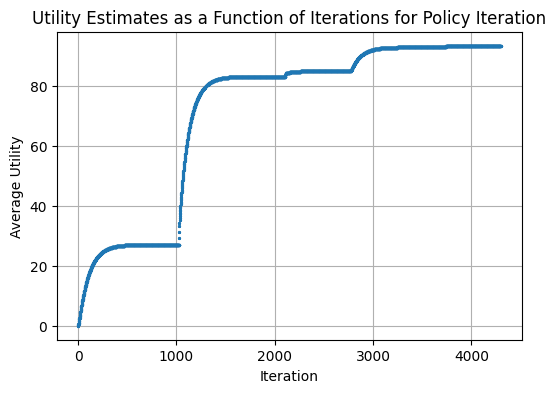 Utility Estimates as a Function of Iterations for Policy Iteration
Average Utility
80
60
40
20
0
0 1000 2000 3000 4000
Iteration